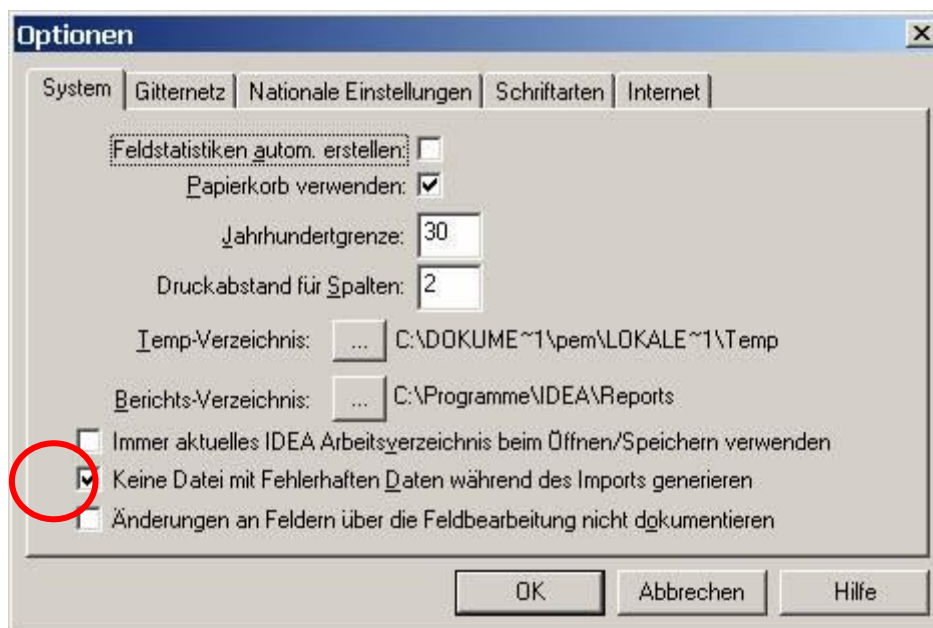 Optionen
System Gitternetz Nationale Einstellungen Schriftarten Internet
Feldstatistiken autom. erstellen:
Papierkorb verwenden:
Jahrhundertgrenze: 30
Druckabstand für Spalten: 2
Temp-Verzeichnis: ... C:\DOKUME~1\pem\LOKALE~1\Temp
Berichts-Verzeichnis: ... C:\Programme\IDEA\Reports
Immer aktuelles IDEA Arbeitsverzeichnis beim Öffnen/Speichern verwenden
Keine Datei mit Fehlerhaften Daten während des Imports generieren
Änderungen an Feldern über die Feldbearbeitung nicht dokumentieren
OK Abbrechen Hilfe